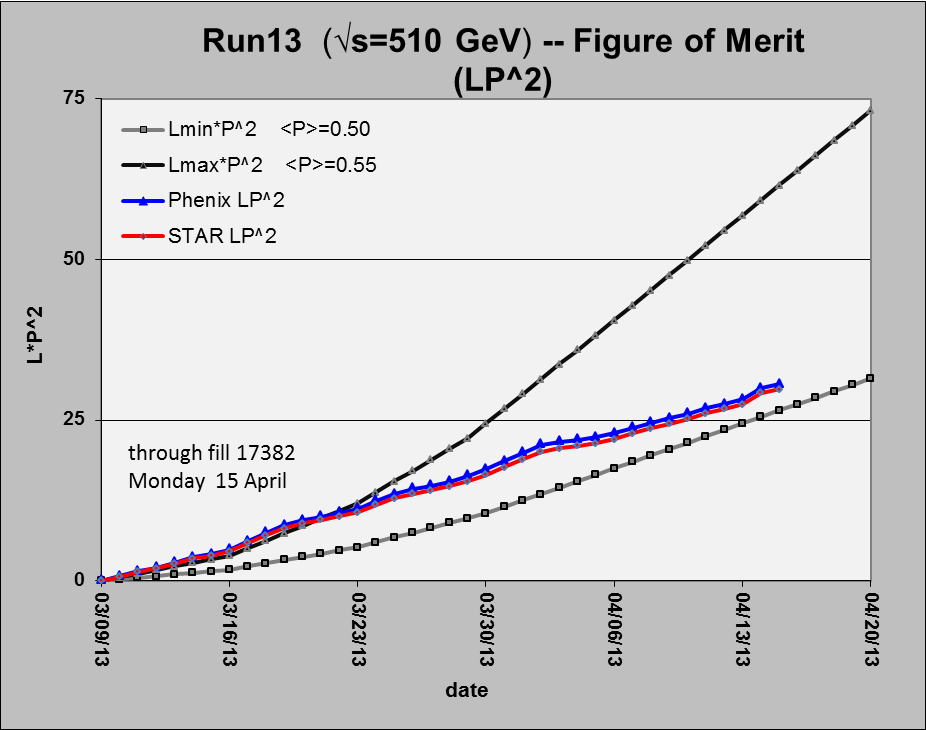 Run13 (√s=510 GeV) -- Figure of Merit
(LP^2)
75
50
25
0
L*P^2
Lmin*P^2 <P>=0.50
Lmax*P^2 <P>=0.55
Phenix LP^2
STAR LP^2
through fill 17382
Monday 15 April
03/09/13
03/16/13
03/23/13
03/30/13
04/06/13
04/13/13
04/20/13
date